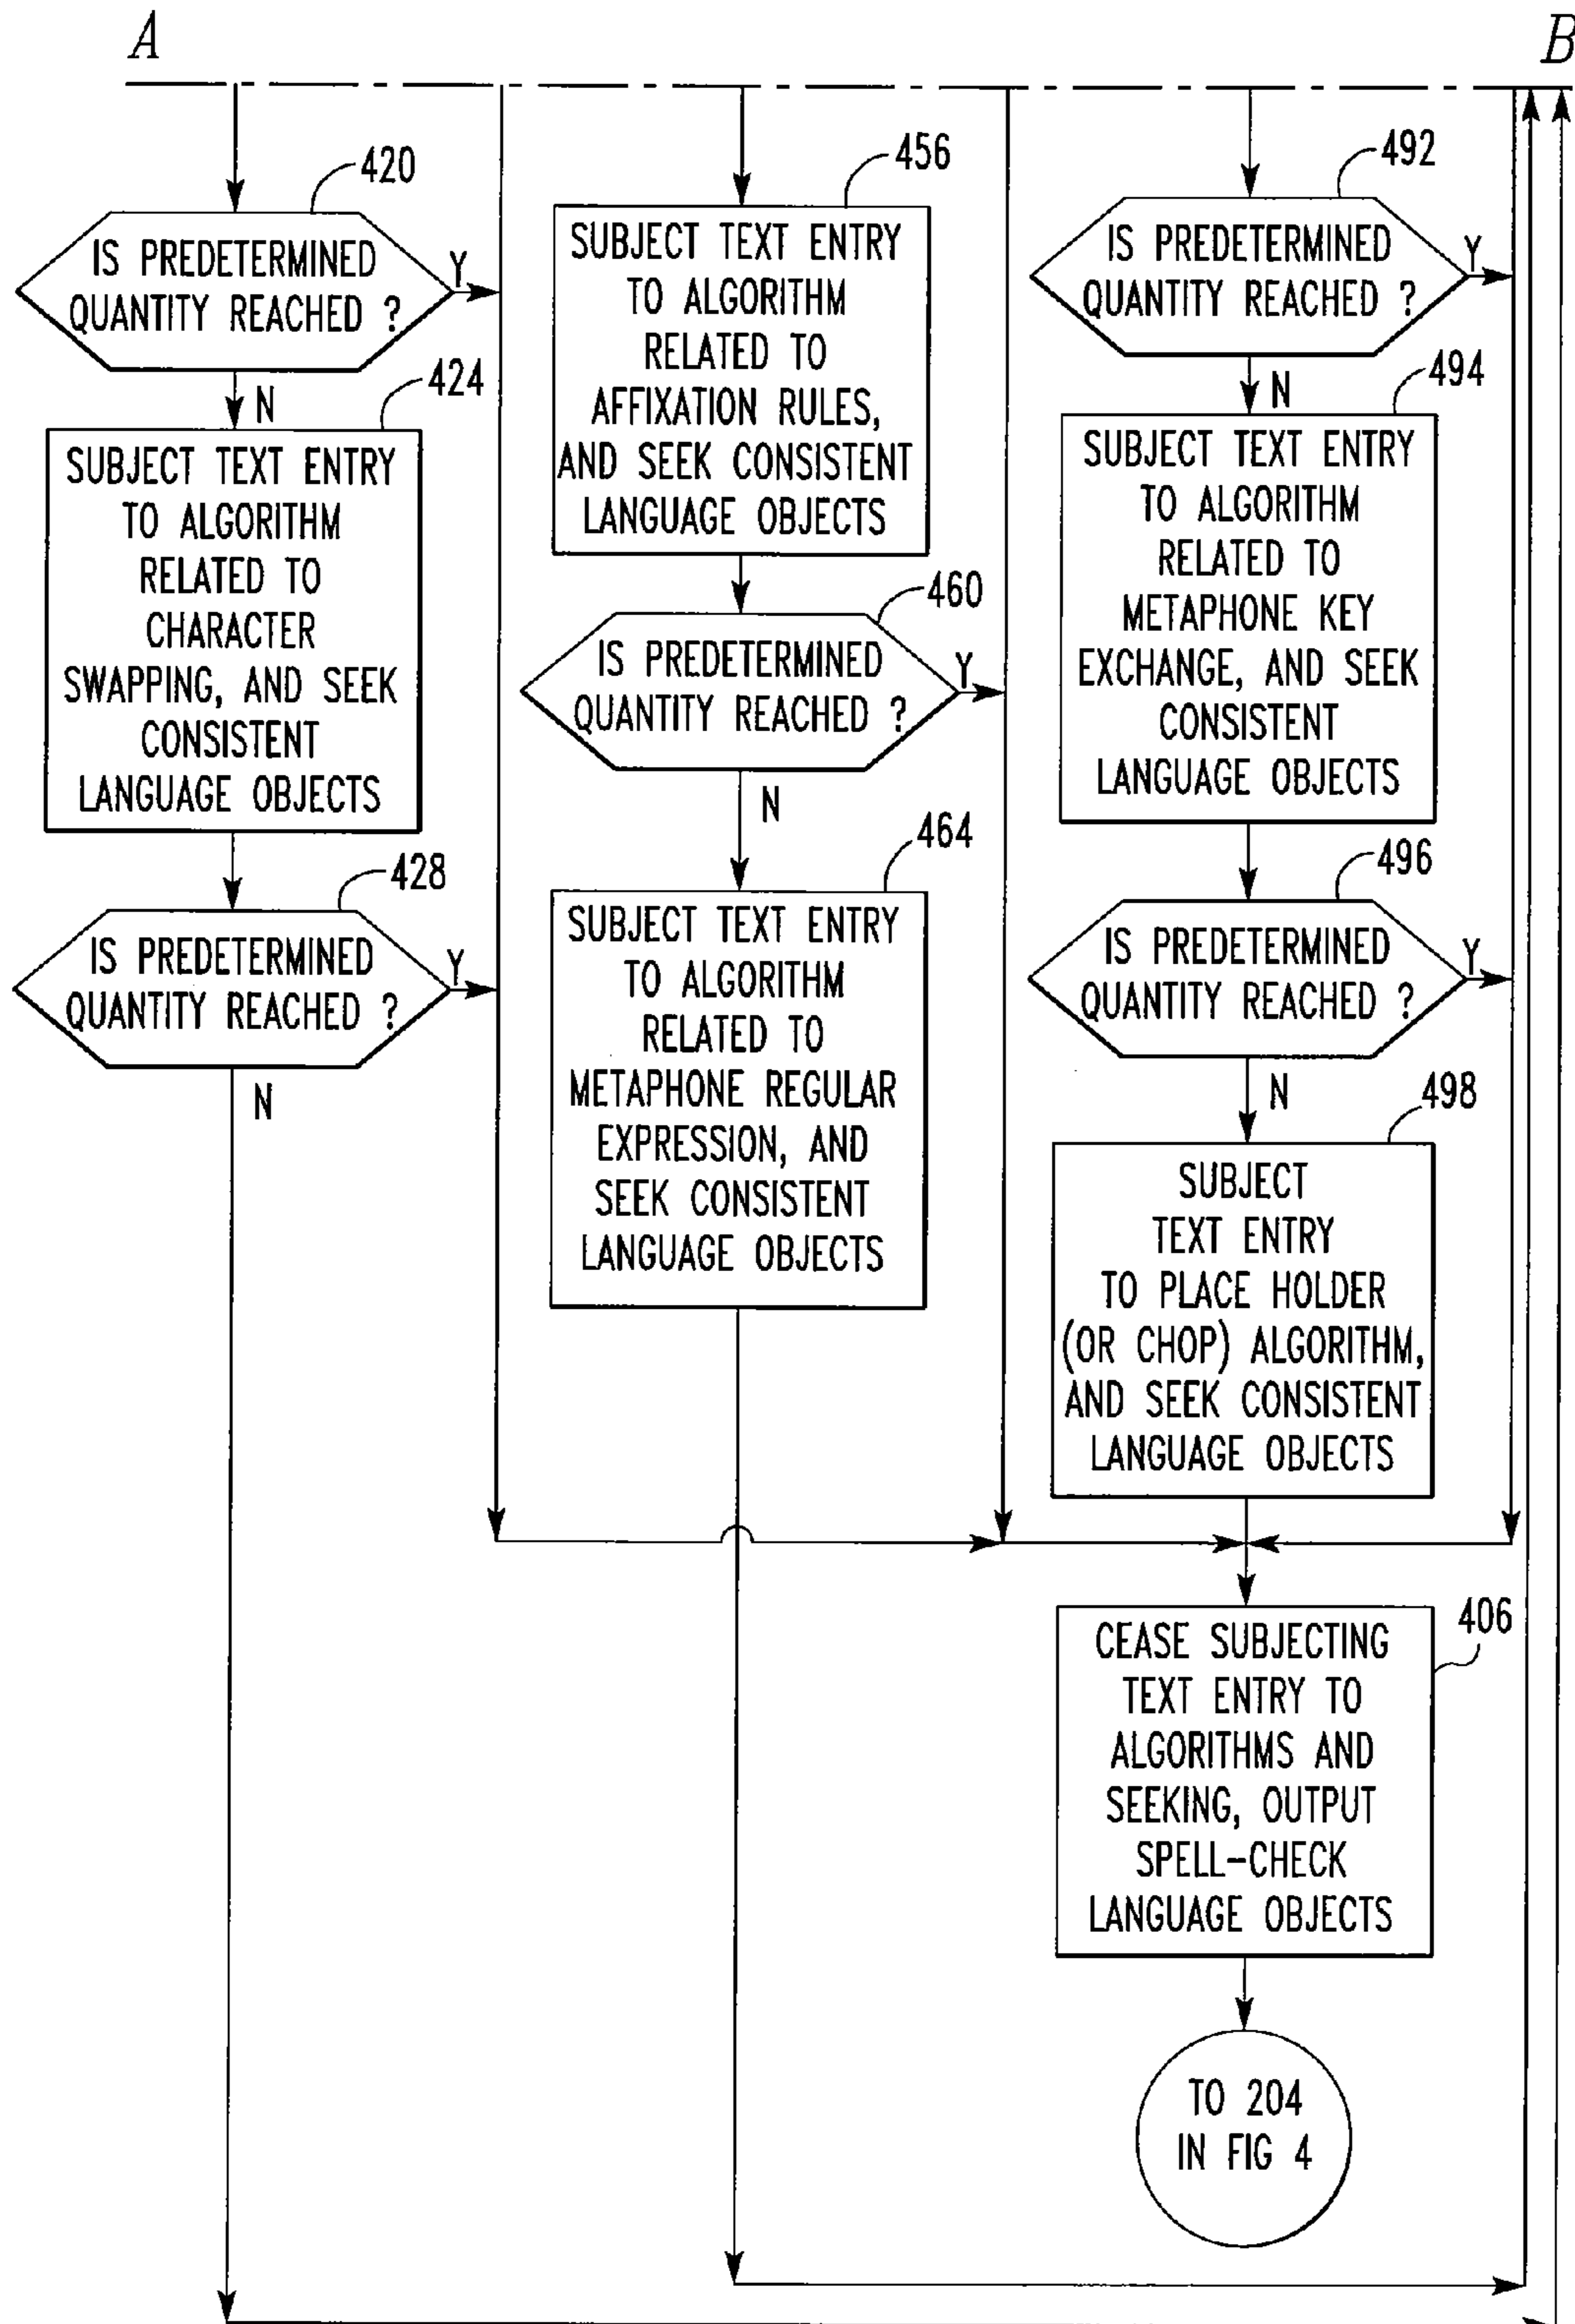 A
B
420
IS PREDETERMINED
QUANTITY REACHED ?
Y
N
424
SUBJECT TEXT ENTRY
TO ALGORITHM
RELATED TO
CHARACTER
SWAPPING, AND SEEK
CONSISTENT
LANGUAGE OBJECTS
428
IS PREDETERMINED
QUANTITY REACHED ?
Y
N
456
SUBJECT TEXT ENTRY
TO ALGORITHM
RELATED TO
AFFIXATION RULES,
AND SEEK CONSISTENT
LANGUAGE OBJECTS
460
IS PREDETERMINED
QUANTITY REACHED ?
Y
N
464
SUBJECT TEXT ENTRY
TO ALGORITHM
RELATED TO
METAPHONE REGULAR
EXPRESSION, AND
SEEK CONSISTENT
LANGUAGE OBJECTS
492
IS PREDETERMINED
QUANTITY REACHED ?
Y
N
494
SUBJECT TEXT ENTRY
TO ALGORITHM
RELATED TO
METAPHONE KEY
EXCHANGE, AND SEEK
CONSISTENT
LANGUAGE OBJECTS
496
IS PREDETERMINED
QUANTITY REACHED ?
Y
N
498
SUBJECT
TEXT ENTRY
TO PLACE HOLDER
(OR CHOP) ALGORITHM,
AND SEEK CONSISTENT
LANGUAGE OBJECTS
406
CEASE SUBJECTING
TEXT ENTRY TO
ALGORITHMS AND
SEEKING, OUTPUT
SPELL-CHECK
LANGUAGE OBJECTS
TO 204
IN FIG 4